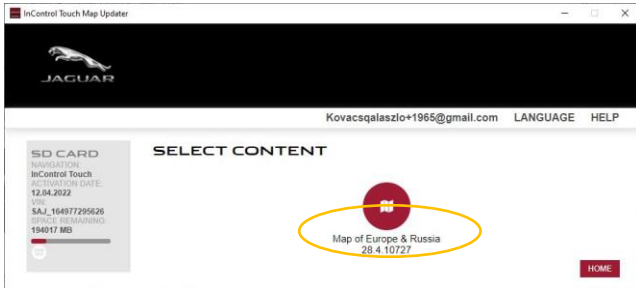 InControl Touch Map Updater
JAGUAR
Kovacsqalaszlo+1965@gmail.com LANGUAGE HELP
SD CARD
NAVIGATION:
InControl Touch
ACTIVATION DATE:
12.04.2022
VIN:
SAJ_164977295626
SPACE REMAINING:
194017 MB
SELECT CONTENT
Map of Europe & Russia
28.4.10727
HOME